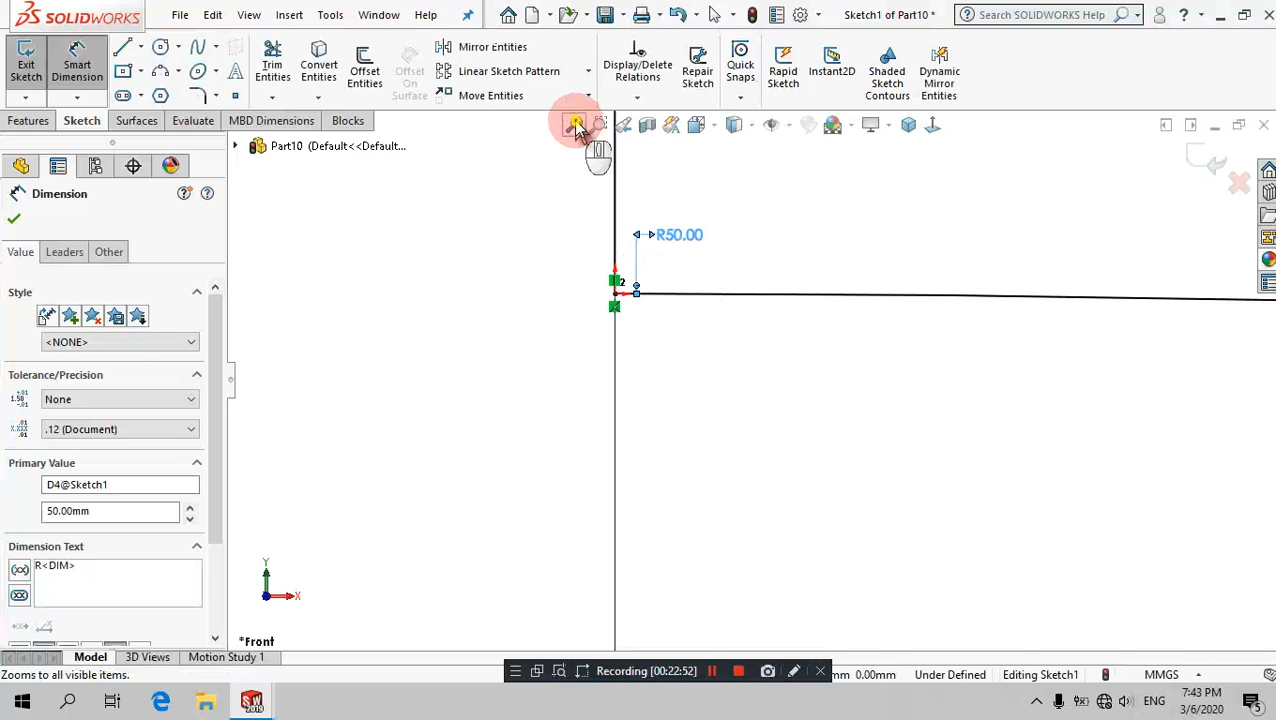 SOLIDWORKS
File Edit View Insert Tools Window Help
Sketch1 of Part10 *
Search SOLIDWORKS Help
Exit Sketch
Smart Dimension
Trim Entities
Convert Entities
Offset Entities
Offset On Surface
Mirror Entities
Linear Sketch Pattern
Move Entities
Display/Delete Relations
Repair Sketch
Quick Snaps
Rapid Sketch
Instant2D
Shaded Sketch Contours
Dynamic Mirror Entities
Features Sketch Surfaces Evaluate MBD Dimensions Blocks
Part10 (Default<<Default...
Dimension
Value Leaders Other
Style
<NONE>
Tolerance/Precision
None
.12 (Document)
Primary Value
D4@Sketch1
50.00mm
Dimension Text
R<DIM>
R50.00
2
Y
X
*Front
Model 3D Views Motion Study 1
Zooms to all visible items.
Recording [00:22:52]
mm 0.00mm Under Defined Editing Sketch1 MMGS
ENG
7:43 PM
3/6/2020
5